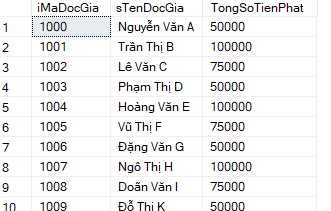 iMaDocGia sTenDocGia TongSoTienPhat
1 1000 Nguyễn Văn A 50000
2 1001 Trần Thị B 100000
3 1002 Lê Văn C 75000
4 1003 Phạm Thị D 50000
5 1004 Hoàng Văn E 100000
6 1005 Vũ Thị F 75000
7 1006 Đặng Văn G 50000
8 1007 Ngô Thị H 100000
9 1008 Doãn Văn I 75000
10 1009 Đỗ Thị K 50000